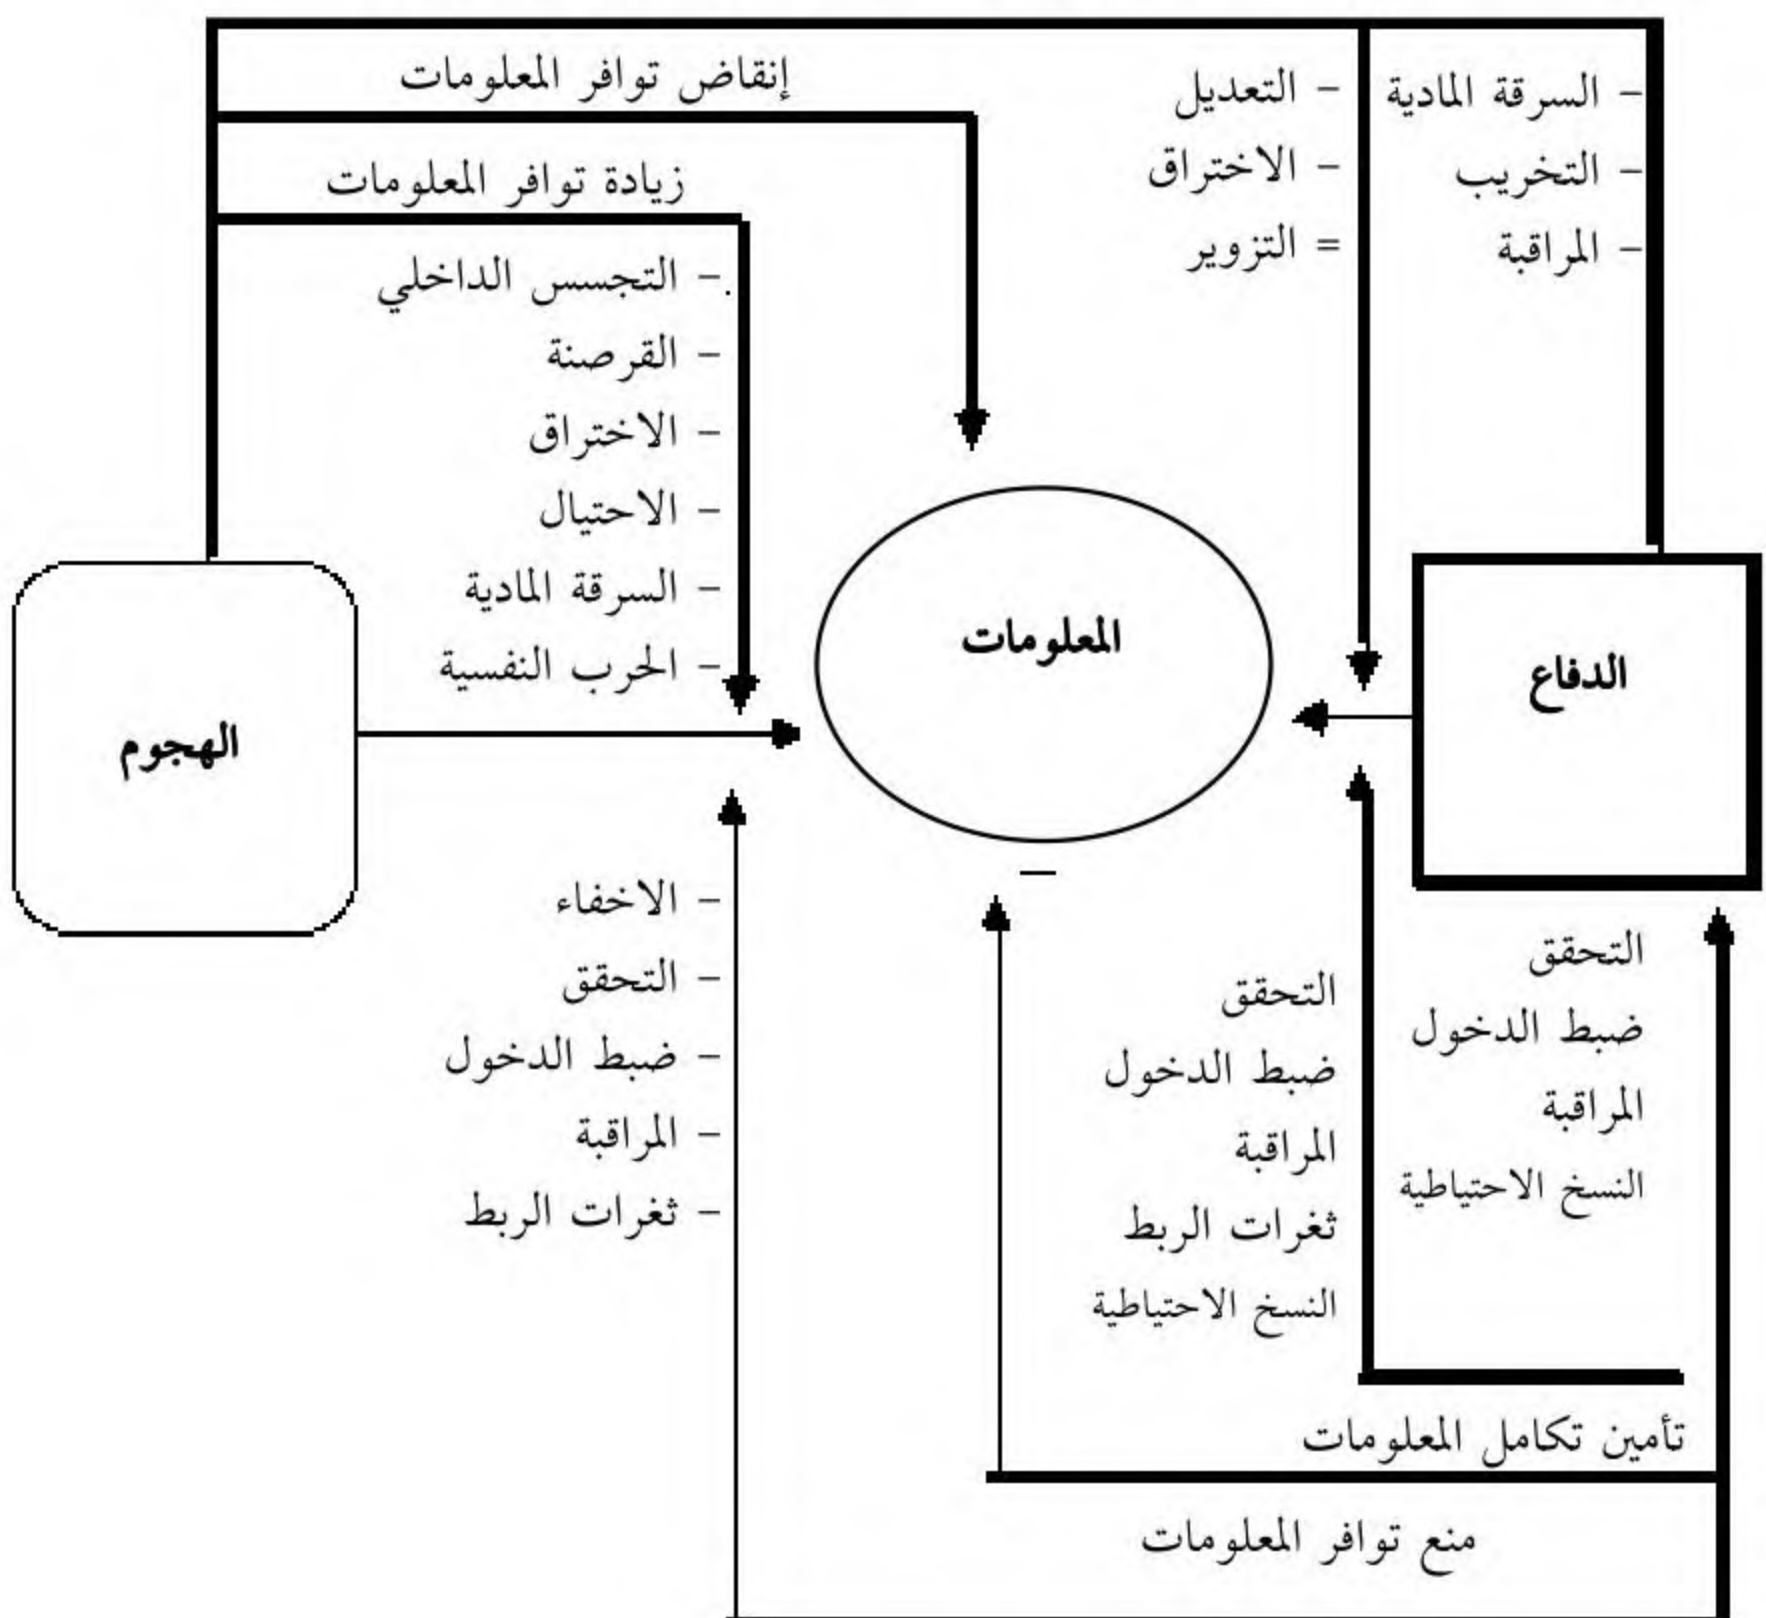 إنقاض توافر المعلومات
زيادة توافر المعلومات
- السرقة المادية
- التخريب
- المراقبة
- التعديل
- الاختراق
= التزوير
- التجسس الداخلي
- القرصنة
- الاختراق
- الاحتيال
- السرقة المادية
- الحرب النفسية
الدفاع
المعلومات
الهجوم
التحقق
ضبط الدخول
المراقبة
النسخ الاحتياطية
التحقق
ضبط الدخول
المراقبة
ثغرات الربط
النسخ الاحتياطية
- الاخفاء
- التحقق
- ضبط الدخول
- المراقبة
- ثغرات الربط
تأمين تكامل المعلومات
منع توافر المعلومات